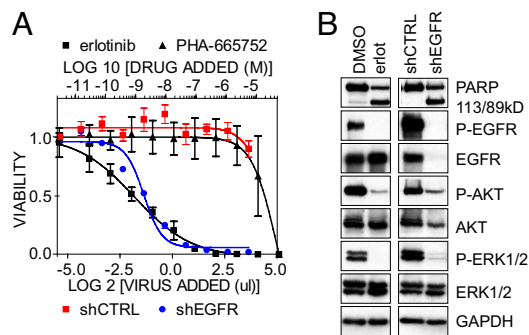 A
erlotinib PHA-665752
LOG 10 [DRUG ADDED (M)]
-11 -10 -9 -8 -7 -6 -5
VIABILITY
1.0
0.5
0.0
-5.0 -2.5 0.0 2.5 5.0
LOG 2 [VIRUS ADDED (ul)]
shCTRL shEGFR
B
DMSO erlot shCTRL shEGFR
PARP
113/89kD
P-EGFR
EGFR
P-AKT
AKT
P-ERK1/2
ERK1/2
GAPDH